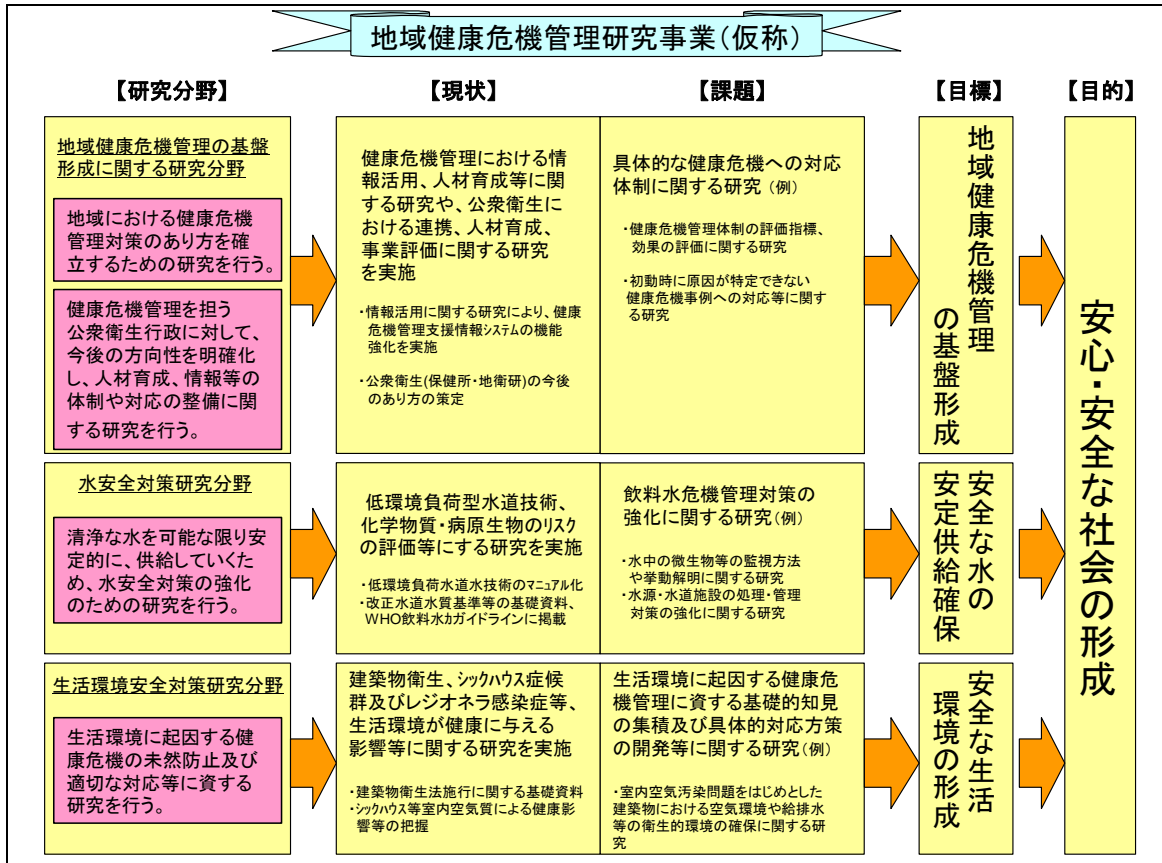 地域健康危機管理研究事業（仮称）
【研究分野】
【現状】
【課題】
【目標】
【目的】
地域健康危機管理の基盤
形成に関する研究分野
地域における健康危機
管理対策のあり方を確
立するための研究を行う。
健康危機管理を担う
公衆衛生行政に対して、
今後の方向性を明確化
し、人材育成、情報等の
体制や対応の整備に関
する研究を行う。
健康危機管理における情
報活用、人材育成等に関
する研究や、公衆衛生に
おける連携、人材育成、
事業評価に関する研究
を実施
・情報活用に関する研究により、健康
危機管理支援情報ｼｽﾃﾑの機能
強化を実施
・公衆衛生(保健所・地衛研)の今後
のあり方の策定
具体的な健康危機への対応
体制に関する研究（例）
・健康危機管理体制の評価指標、
効果の評価に関する研究
・初動時に原因が特定できない
健康危機事例への対応等に関す
る研究
地域健康危機管理
の基盤形成
安心・安全な社会の形成
水安全対策研究分野
清浄な水を可能な限り安
定的に、供給していくた
め、水安全対策の強化
のための研究を行う。
低環境負荷型水道技術、
化学物質・病原生物のﾘｽｸ
の評価等にする研究を実施
・低環境負荷水道水技術のマニュアル化
・改正水道水質基準等の基礎資料、
WHO飲料水ｶガイドラインに掲載
飲料水危機管理対策の
強化に関する研究（例）
・水中の微生物等の監視方法
や挙動解明に関する研究
・水源・水道施設の処理・管理
対策の強化に関する研究
安全な水の
安定供給確保
生活環境安全対策研究分野
生活環境に起因する健
康危機の未然防止及び
適切な対応等に資する
研究を行う。
建築物衛生、ｼｯｸﾊｳｽ症候
群及びレジオネラ感染症等、
生活環境が健康に与える
影響等に関する研究を実施
・建築物衛生法施行に関する基礎資料
・ｼｯｸﾊｳｽ等室内空気質による健康影
響等の把握
生活環境に起因する健康危
機管理に資する基礎的知見
の集積及び具体的対応方策
の開発等に関する研究（例）
・室内空気汚染問題をはじめとした
建築物における空気環境や給排水
等の衛生的環境の確保に関する研
究
安全な生活
環境の形成